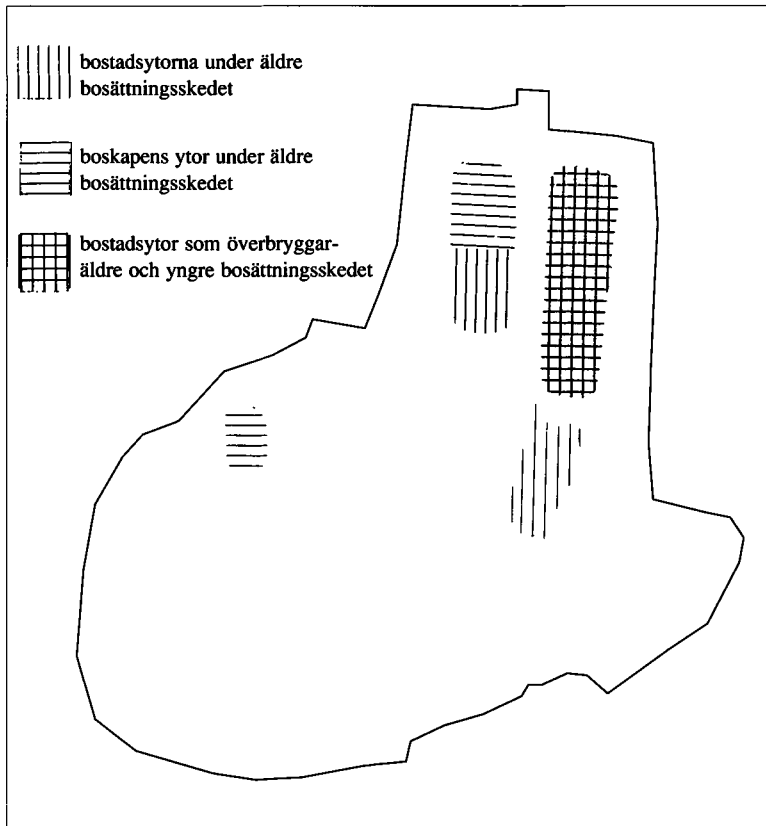 bostadsytorna under äldre
bosättningsskedet
boskapens ytor under äldre
bosättningsskedet
bostadsytor som överbryggar-
äldre och yngre bosättningsskedet